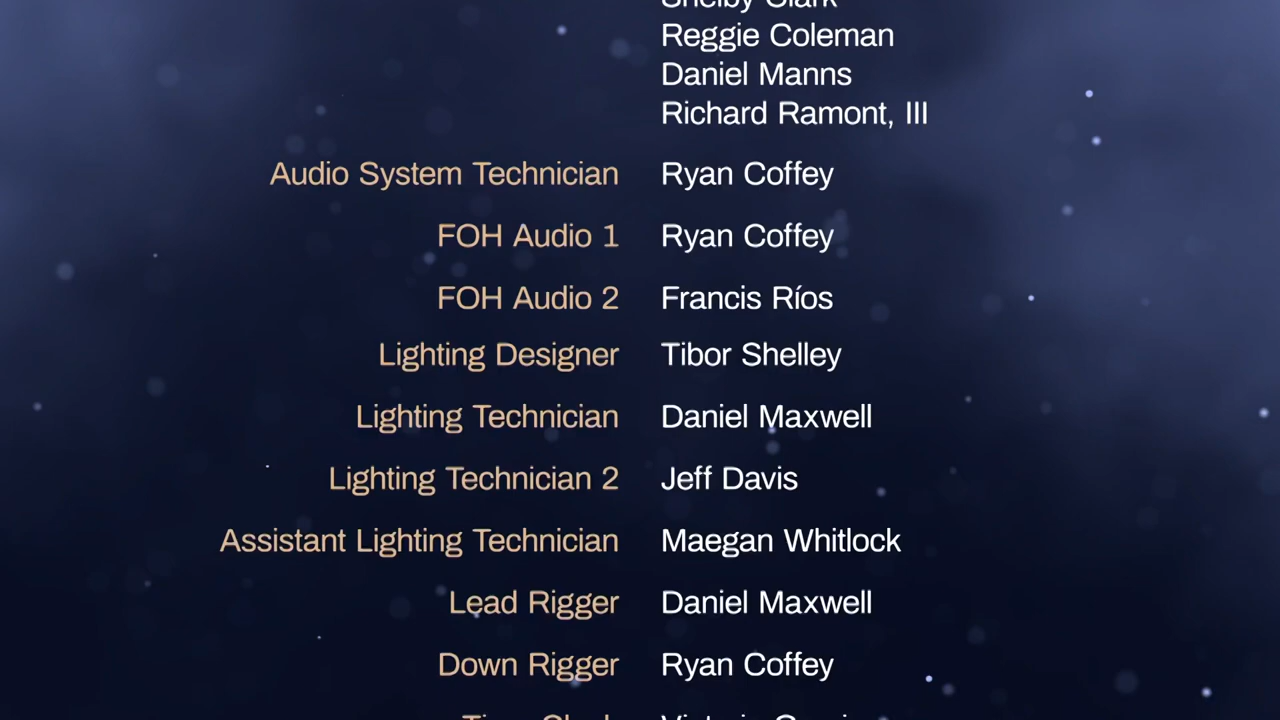 Shelby Clark
Reggie Coleman
Daniel Manns
Richard Ramont, III
Audio System Technician Ryan Coffey
FOH Audio 1 Ryan Coffey
FOH Audio 2 Francis Ríos
Lighting Designer Tibor Shelley
Lighting Technician Daniel Maxwell
Lighting Technician 2 Jeff Davis
Assistant Lighting Technician Maegan Whitlock
Lead Rigger Daniel Maxwell
Down Rigger Ryan Coffey